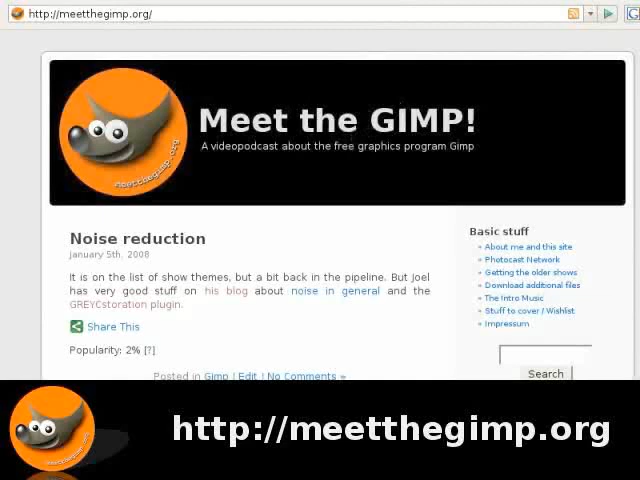 http://meetthegimp.org/
Meet the GIMP!
A videopodcast about the free graphics program Gimp
meetthegimp.org
Noise reduction
january 5th, 2008
It is on the list of show themes, but a bit back in the pipeline. But Joel
has very good stuff on his blog about noise in general and the
GREYCstoration plugin.
Share This
Popularity: 2% [?]
Posted in Gimp | Edit | No Comments »
Basic stuff
» About me and this site
» Photocast Network
» Getting the older shows
» Download additional files
» The Intro Music
» Stuff to cover / Wishlist
» Impressum
Search
meetthegimp.org
http://meetthegimp.org